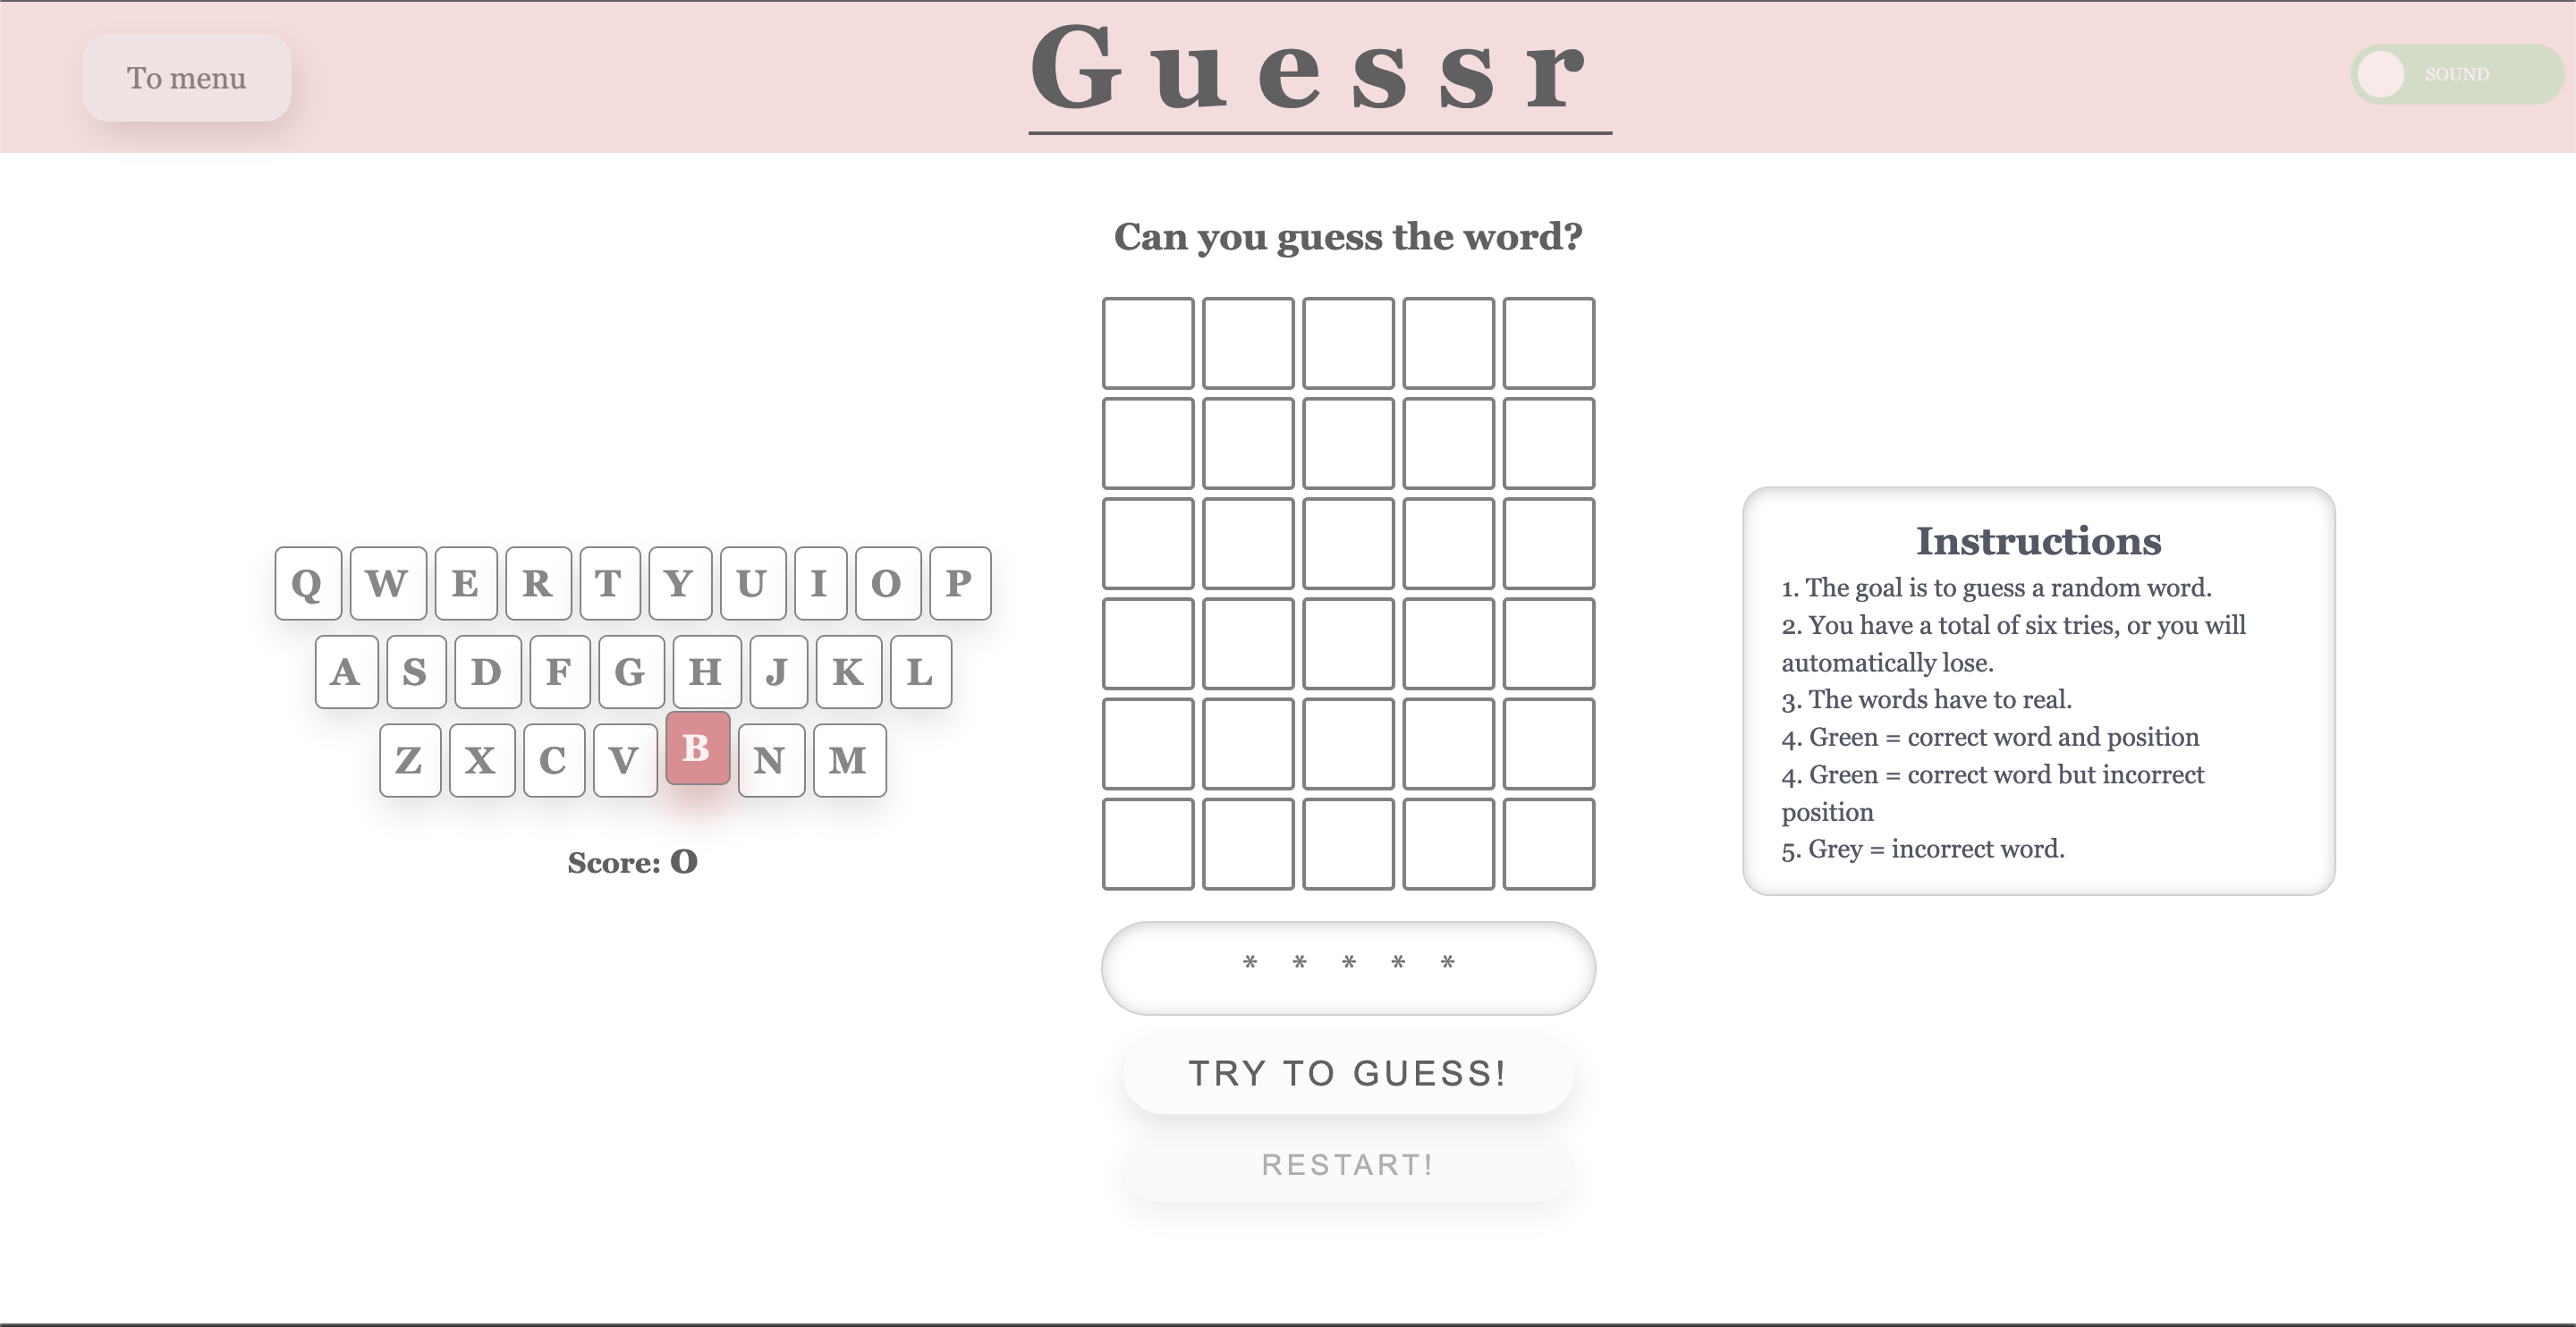 To menu
Guessr
SOUND
Can you guess the word?
Q W E R T Y U I O P
A S D F G H J K L
Z X C V B N M
Score: 0
Instructions
1. The goal is to guess a random word.
2. You have a total of six tries, or you will
automatically lose.
3. The words have to real.
4. Green = correct word and position
4. Green = correct word but incorrect
position
5. Grey = incorrect word.
* * * * *
TRY TO GUESS!
RESTART!